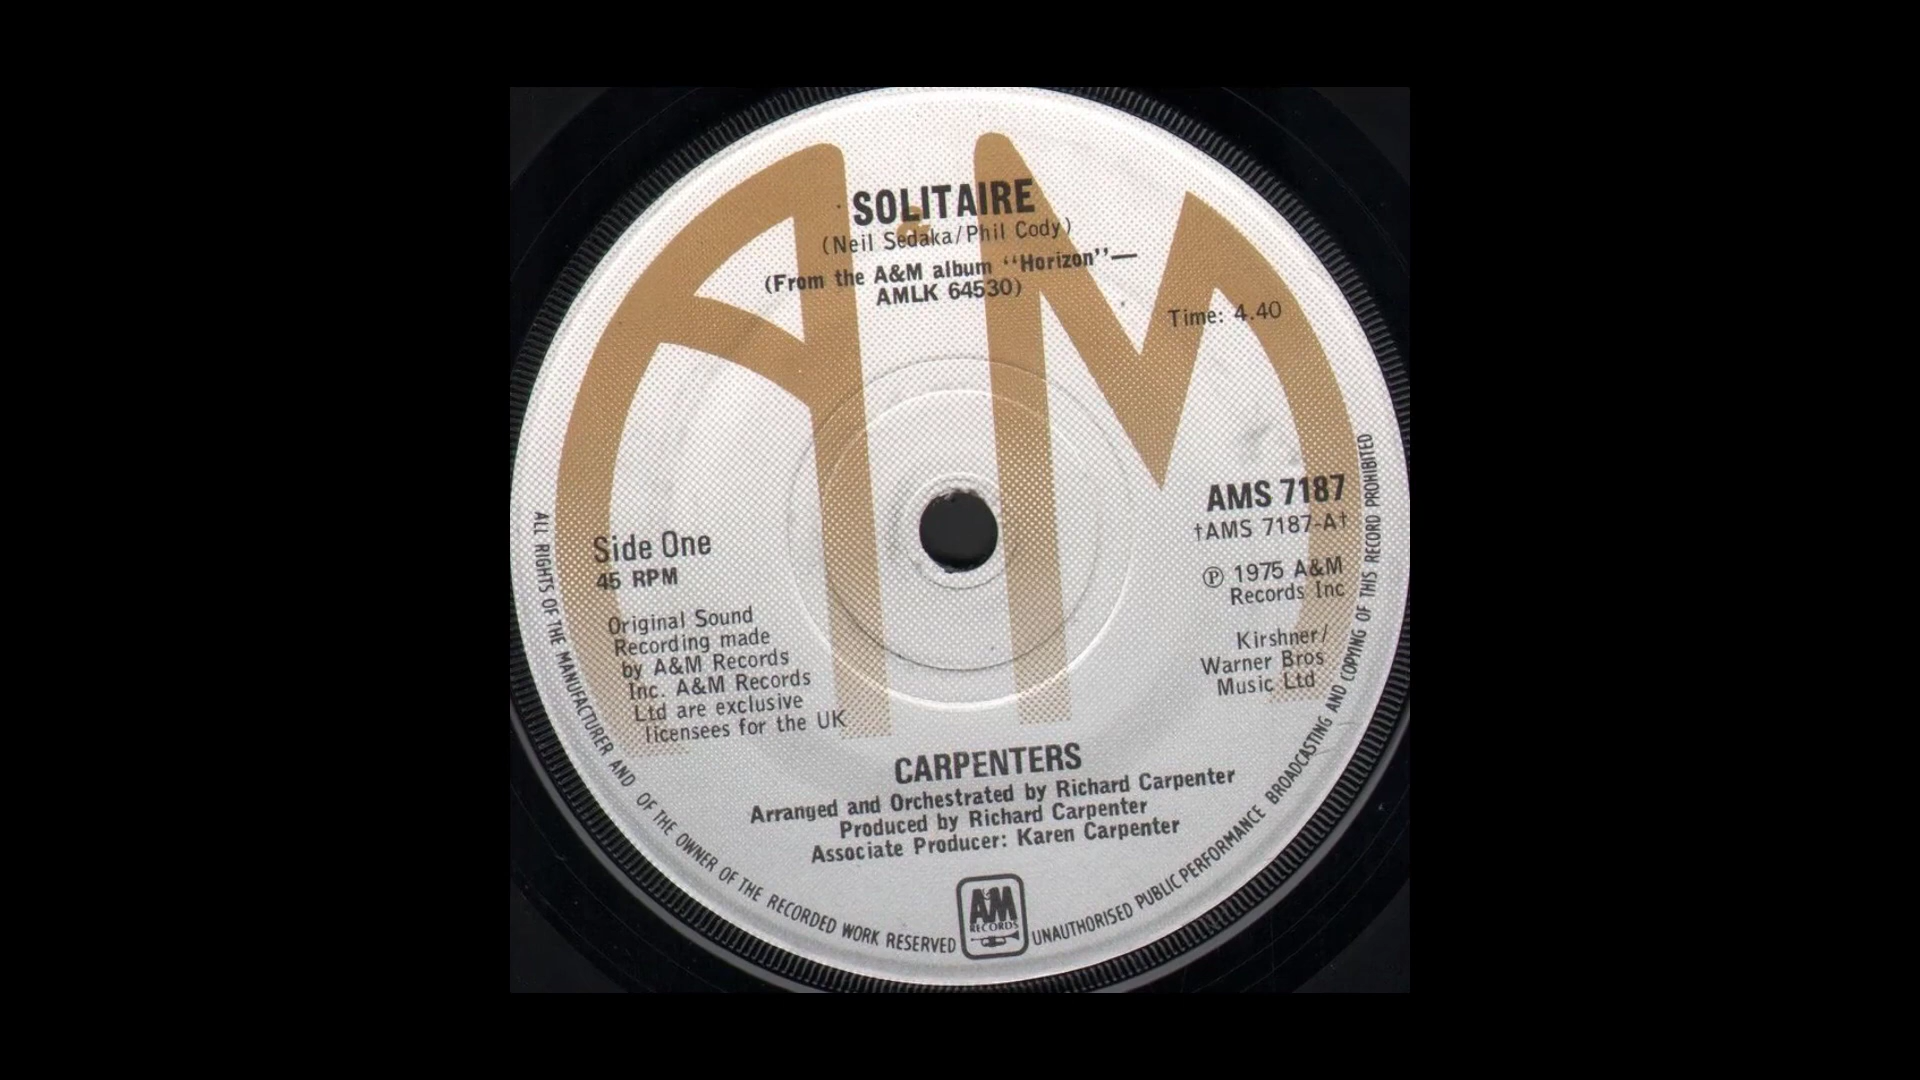 SOLITAIRE
(Neil Sedaka/Phil Cody)
(From the A&M album "Horizon"—
AMLK 64530)
Time: 4.40
Side One
45 RPM
Original Sound
Recording made
by A&M Records
Inc. A&M Records
Ltd are exclusive
licensees for the UK
AMS 7187
†AMS 7187-A†
Ⓟ 1975 A&M
Records Inc
Kirshner/
Warner Bros
Music Ltd
CARPENTERS
Arranged and Orchestrated by Richard Carpenter
Produced by Richard Carpenter
Associate Producer: Karen Carpenter
ALL RIGHTS OF THE MANUFACTURER AND OF THE OWNER OF THE RECORDED WORK RESERVED
A&M
RECORDS
UNAUTHORISED PUBLIC PERFORMANCE BROADCASTING AND COPYING OF THIS RECORD PROHIBITED
A&M